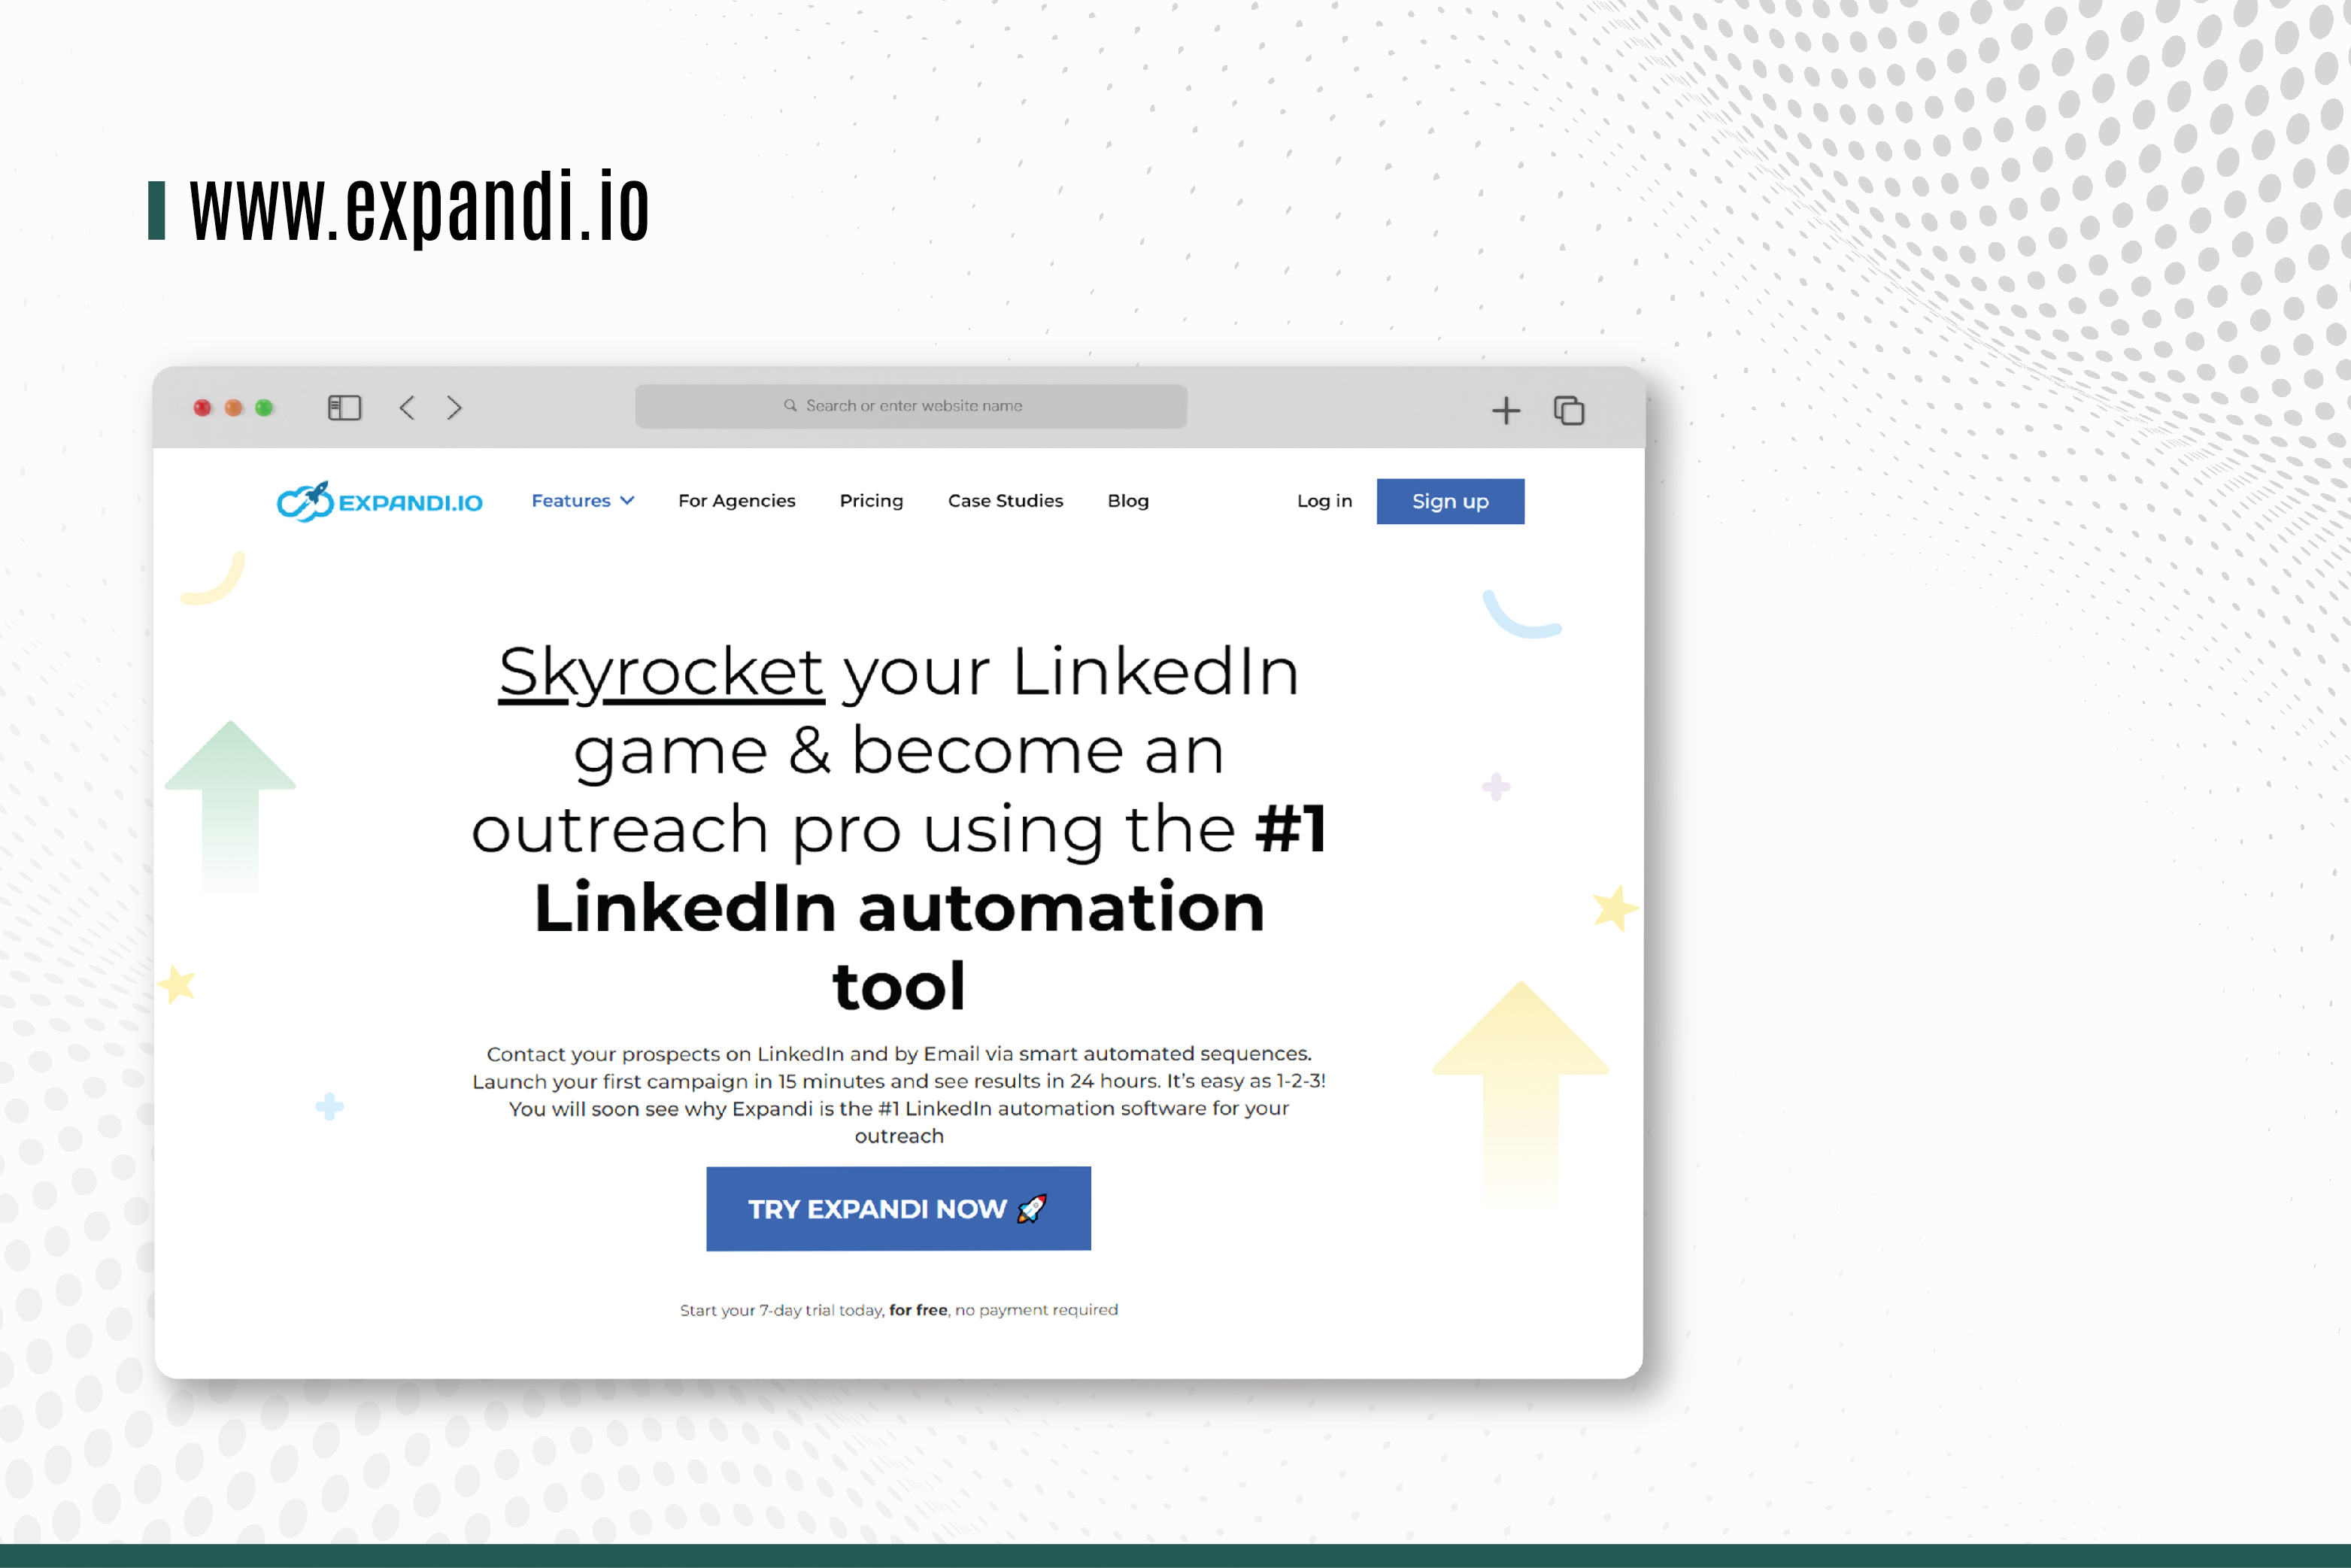 www.expandi.io
Search or enter website name
EXPANDI.IO
Features
For Agencies
Pricing
Case Studies
Blog
Log in
Sign up
Skyrocket your LinkedIn
game & become an
outreach pro using the #1
LinkedIn automation
tool
Contact your prospects on LinkedIn and by Email via smart automated sequences.
Launch your first campaign in 15 minutes and see results in 24 hours. It’s easy as 1-2-3!
You will soon see why Expandi is the #1 LinkedIn automation software for your
outreach
TRY EXPANDI NOW 🚀
Start your 7-day trial today, for free, no payment required